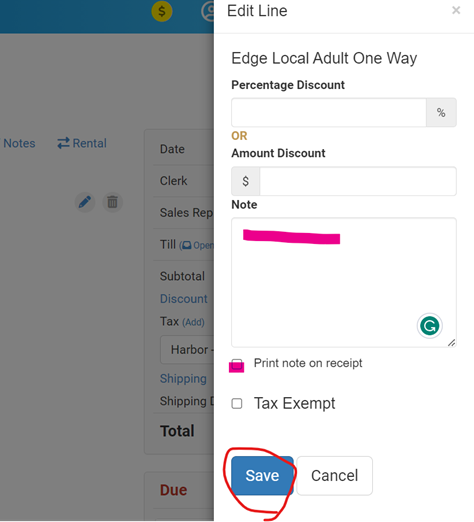 $
Edit Line
×
Edge Local Adult One Way
Percentage Discount
%
OR
Amount Discount
$
Note
G
Print note on receipt
Tax Exempt
Save
Cancel
Notes
Rental
Date
Clerk
Sales Rep
Till (Open
Subtotal
Discount
Tax (Add)
Harbor -
Shipping
Shipping
Total
Due